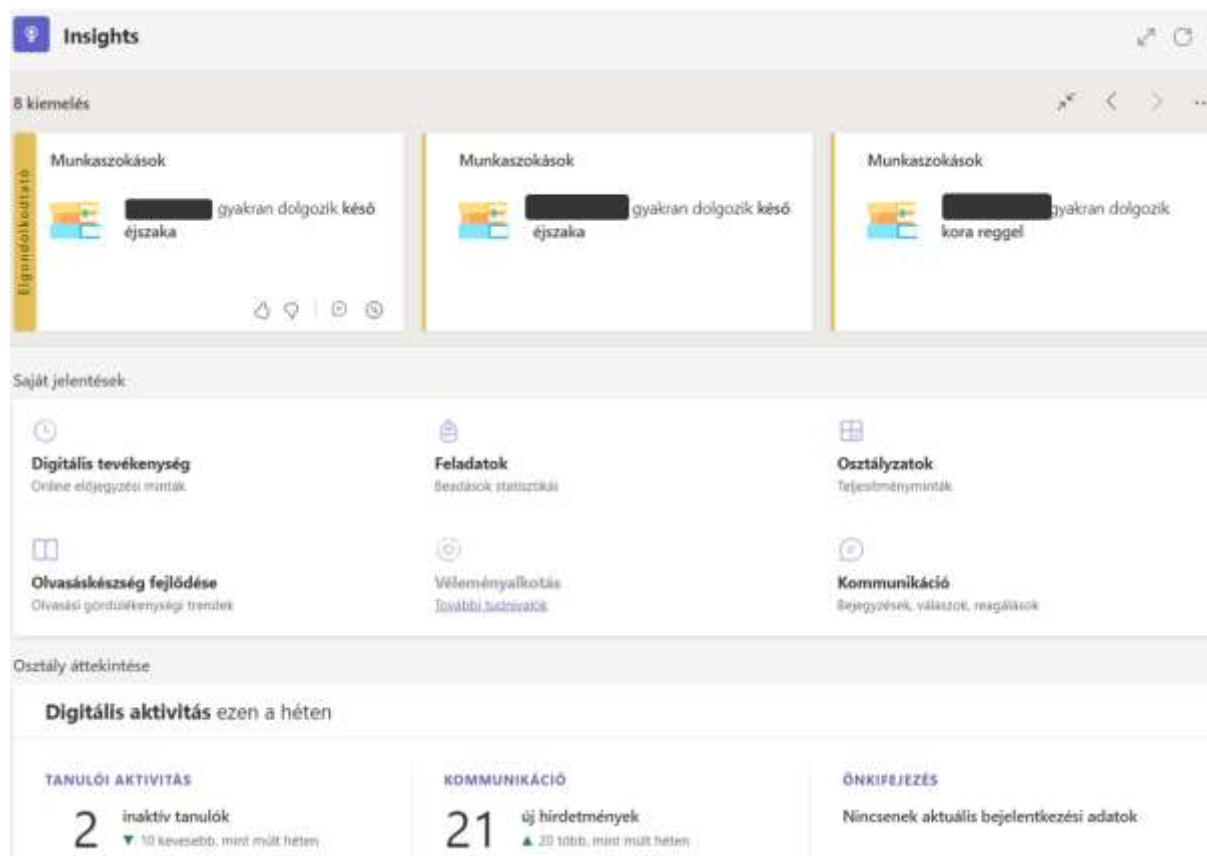 Insights
8 kiemelés
Elgondolkodtató
Munkaszokások
gyakran dolgozik késő
éjszaka
Munkaszokások
gyakran dolgozik késő
éjszaka
Munkaszokások
gyakran dolgozik
kora reggel
Saját jelentések
Digitális tevékenység
Online előjegyzési minták
Feladatok
Beadások statisztikái
Osztályzatok
Teljesítményminták
Olvasáskészség fejlődése
Olvasási gördülékenységi trendek
Véleményalkotás
További tudnivalók
Kommunikáció
Bejegyzések, válaszok, reagálások
Osztály áttekintése
Digitális aktivitás ezen a héten
TANULÓI AKTIVITÁS
2 inaktív tanulók
▼ 10 kevesebb, mint múlt héten
KOMMUNIKÁCIÓ
21 új hirdetmények
▲ 20 több, mint múlt héten
ÖNKIFEJEZÉS
Nincsenek aktuális bejelentkezési adatok